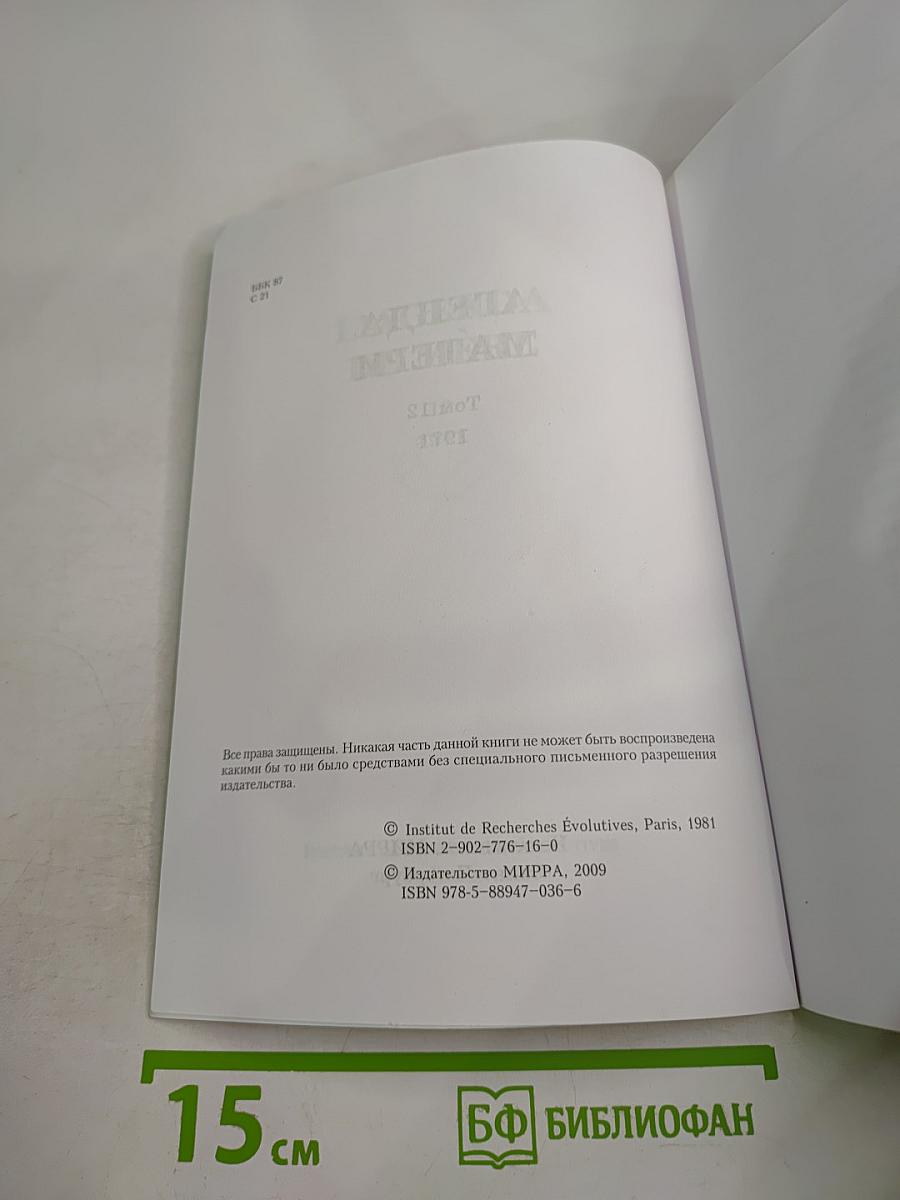 ББК 87
С 21
Все права защищены. Никакая часть данной книги не может быть воспроизведена
какими бы то ни было средствами без специального письменного разрешения
издательства.
© Institut de Recherches Évolutives, Paris, 1981
ISBN 2-902-776-16-0
© Издательство МИРРА, 2009
ISBN 978-5-88947-036-6
15 см
БФ БИБЛИОФАН